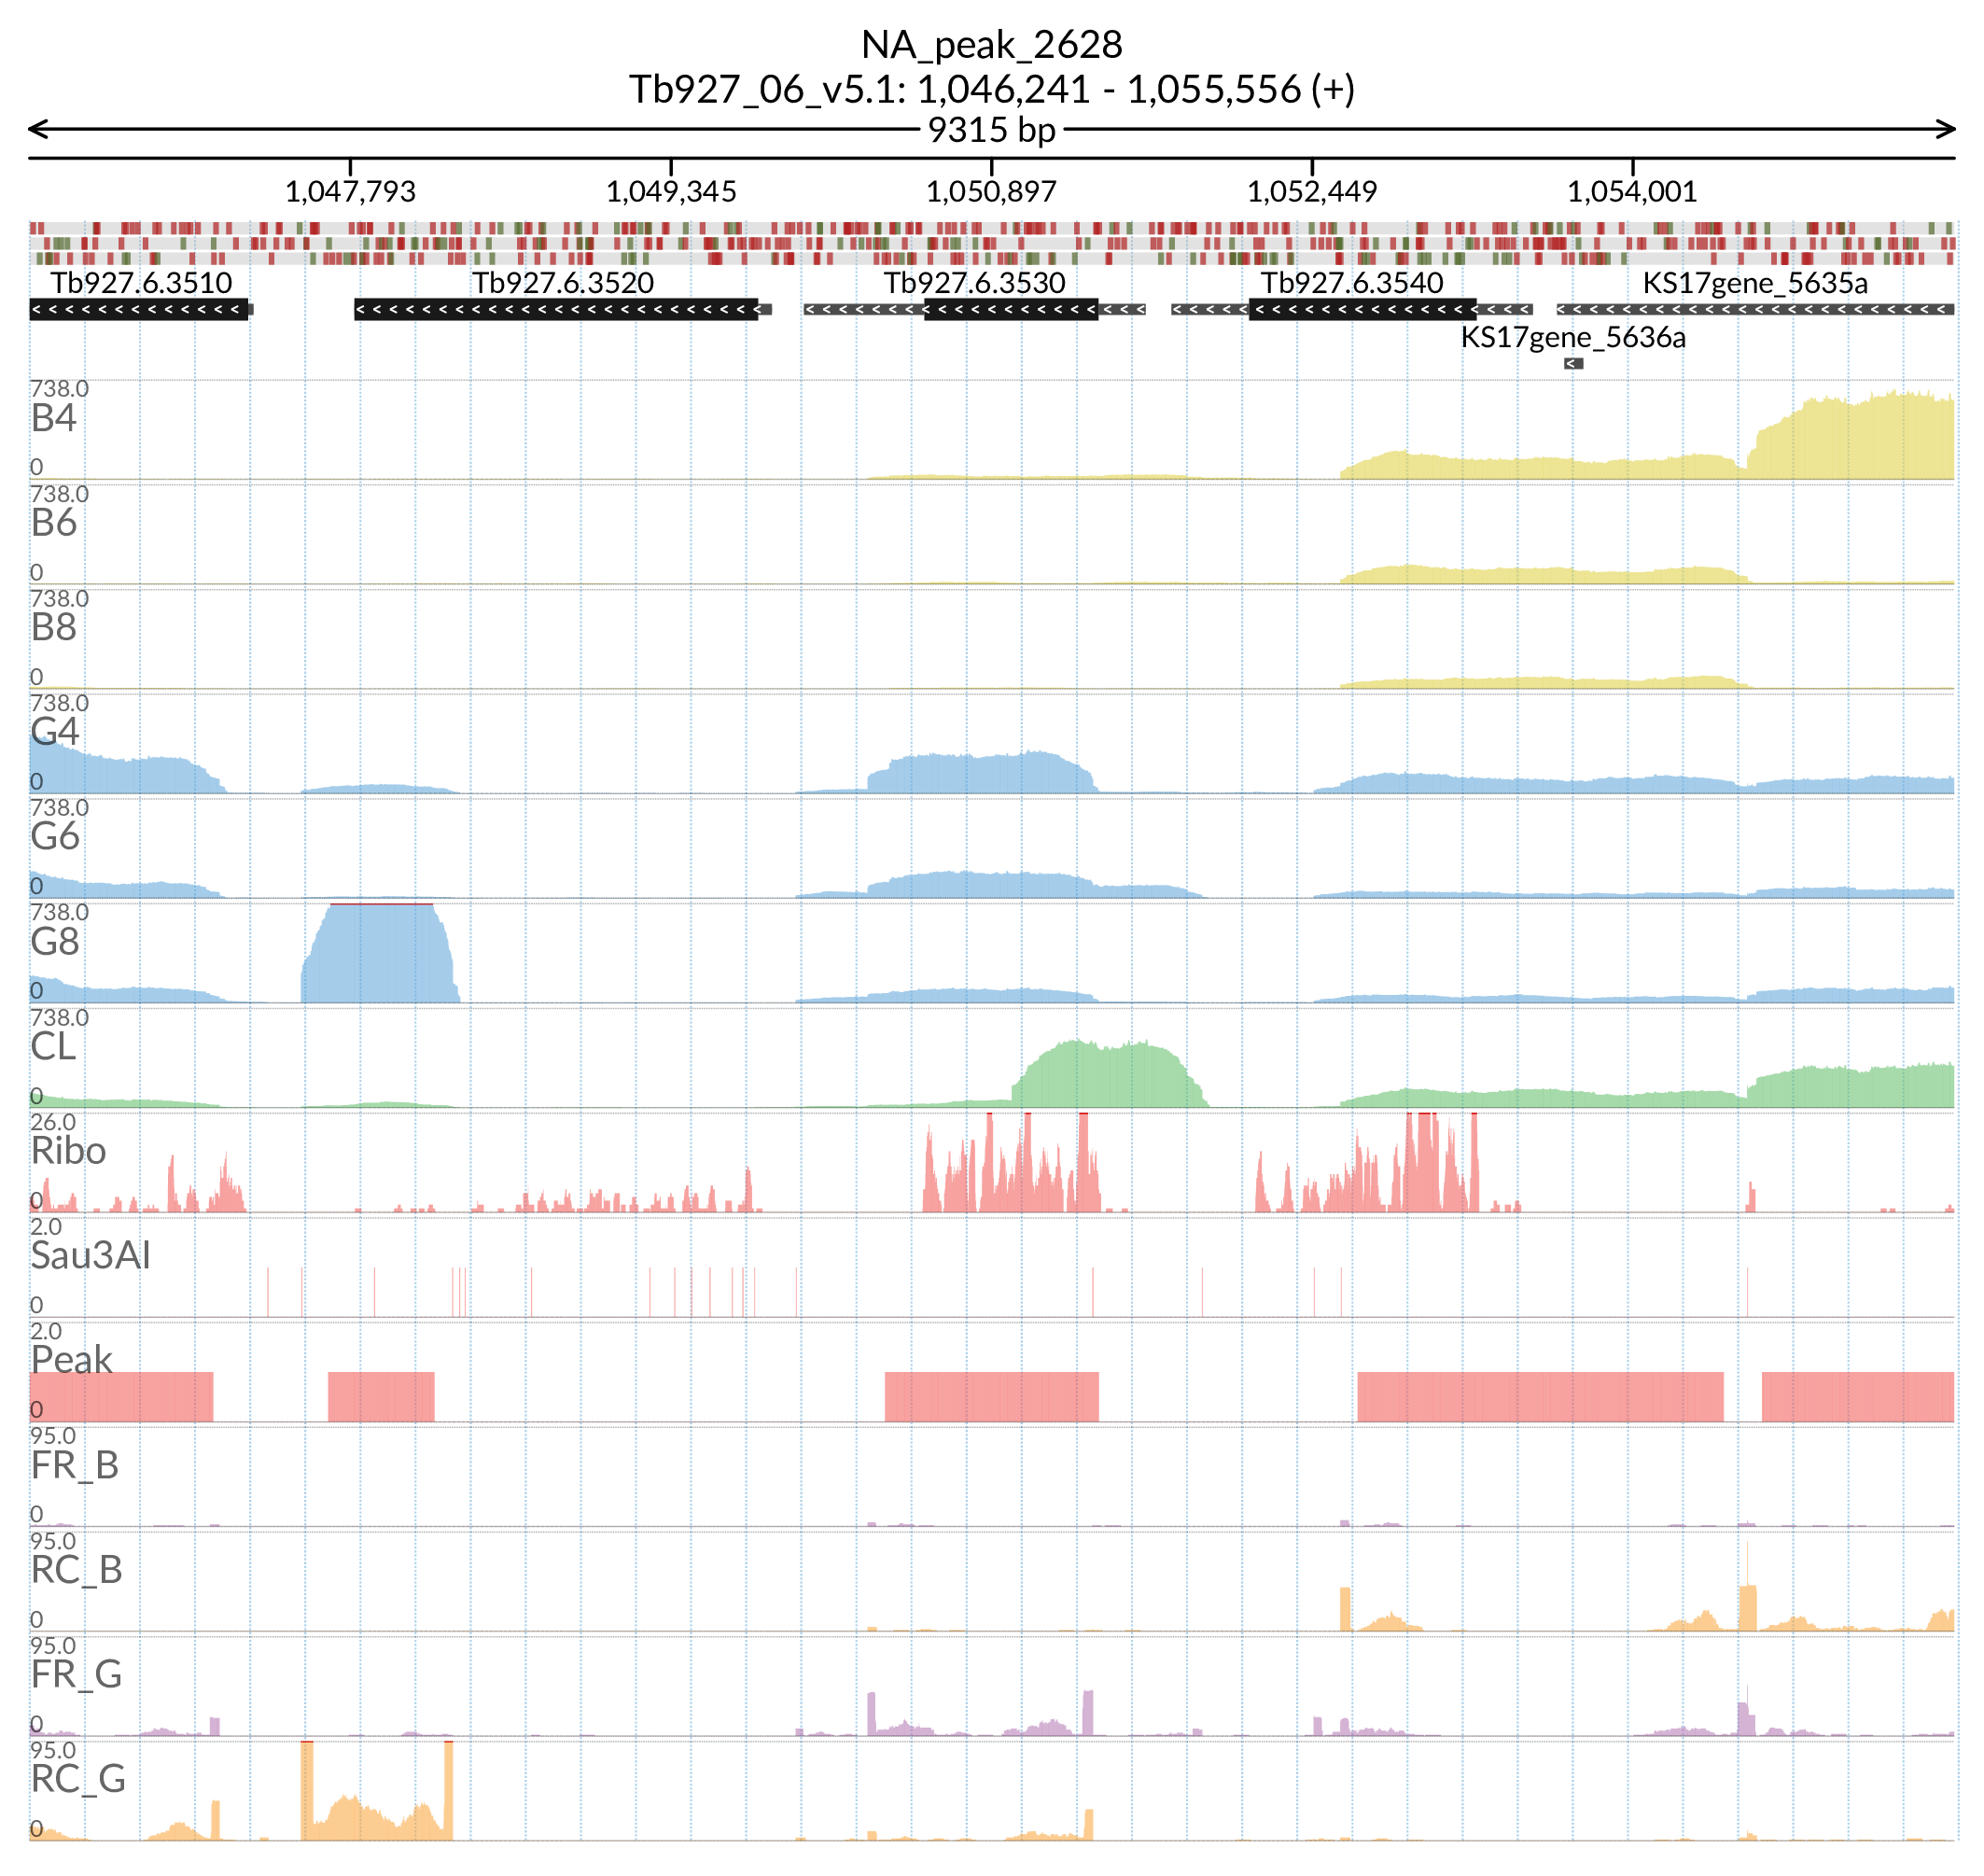 NA_peak_2628
Tb927_06_v5.1: 1,046,241 - 1,055,556 (+)
9315 bp
1,047,793 1,049,345 1,050,897 1,052,449 1,054,001
Tb927.6.3510 Tb927.6.3520 Tb927.6.3530 Tb927.6.3540 KS17gene_5635a
KS17gene_5636a
738.0
B4
0
738.0
B6
0
738.0
B8
0
738.0
G4
0
738.0
G6
0
738.0
G8
0
738.0
CL
0
26.0
Ribo
0
2.0
Sau3AI
0
2.0
Peak
0
95.0
FR_B
0
95.0
RC_B
0
95.0
FR_G
0
95.0
RC_G
0